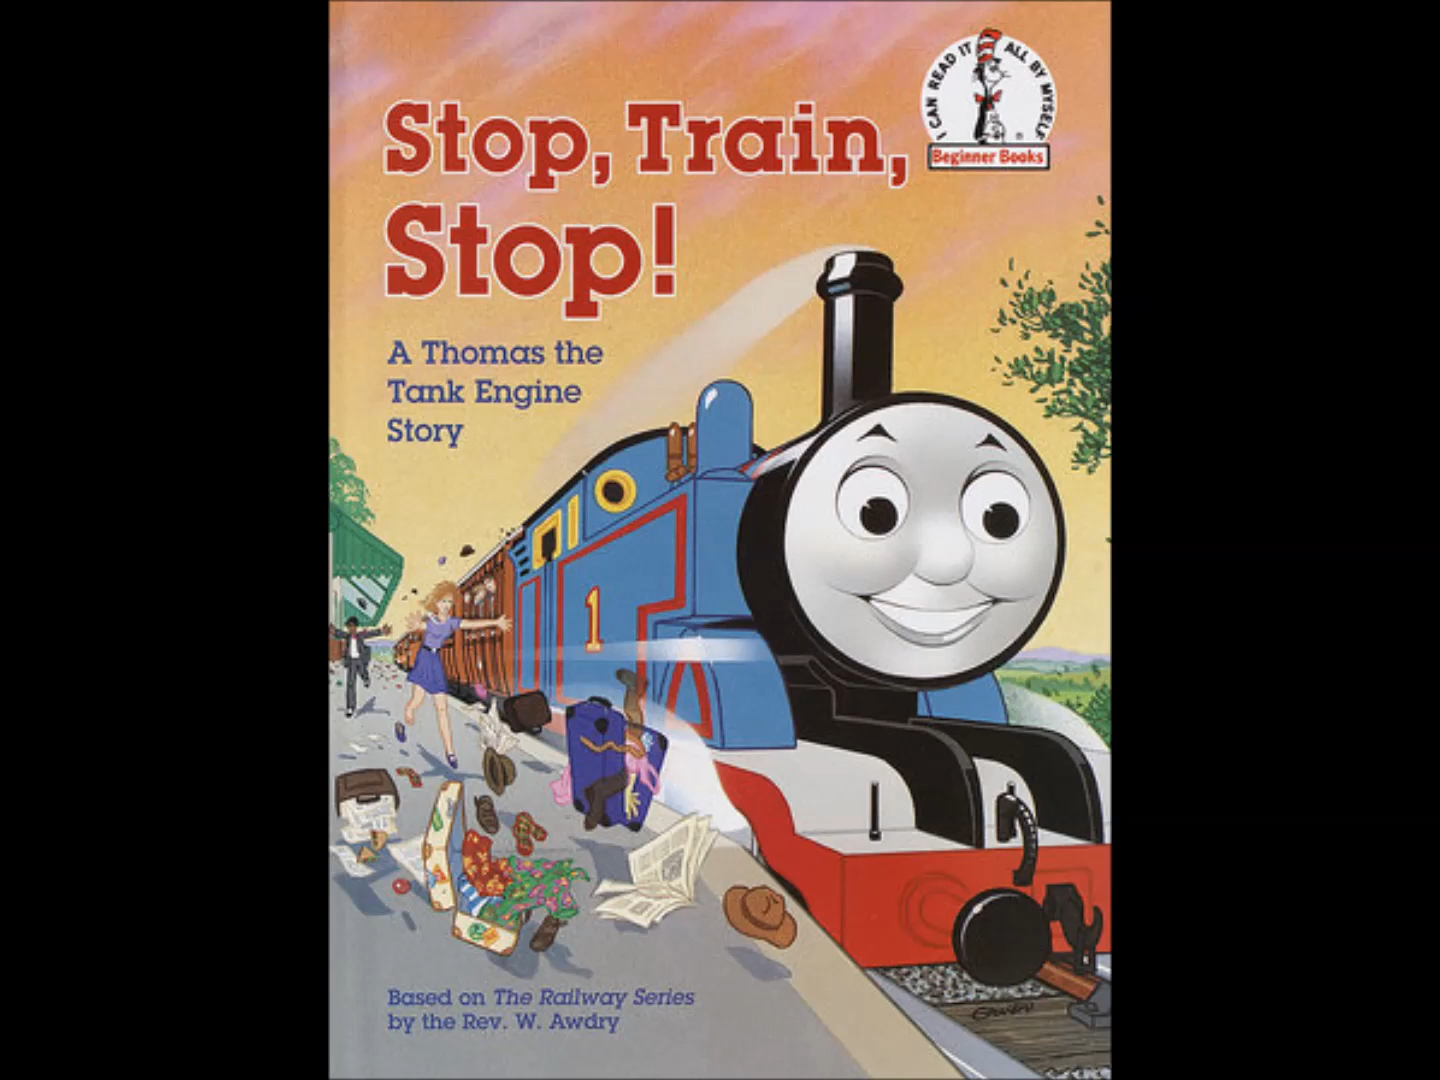 I CAN READ IT ALL BY MYSELF
Beginner Books
Stop, Train,
Stop!
A Thomas the
Tank Engine
Story
1
Based on The Railway Series
by the Rev. W. Awdry